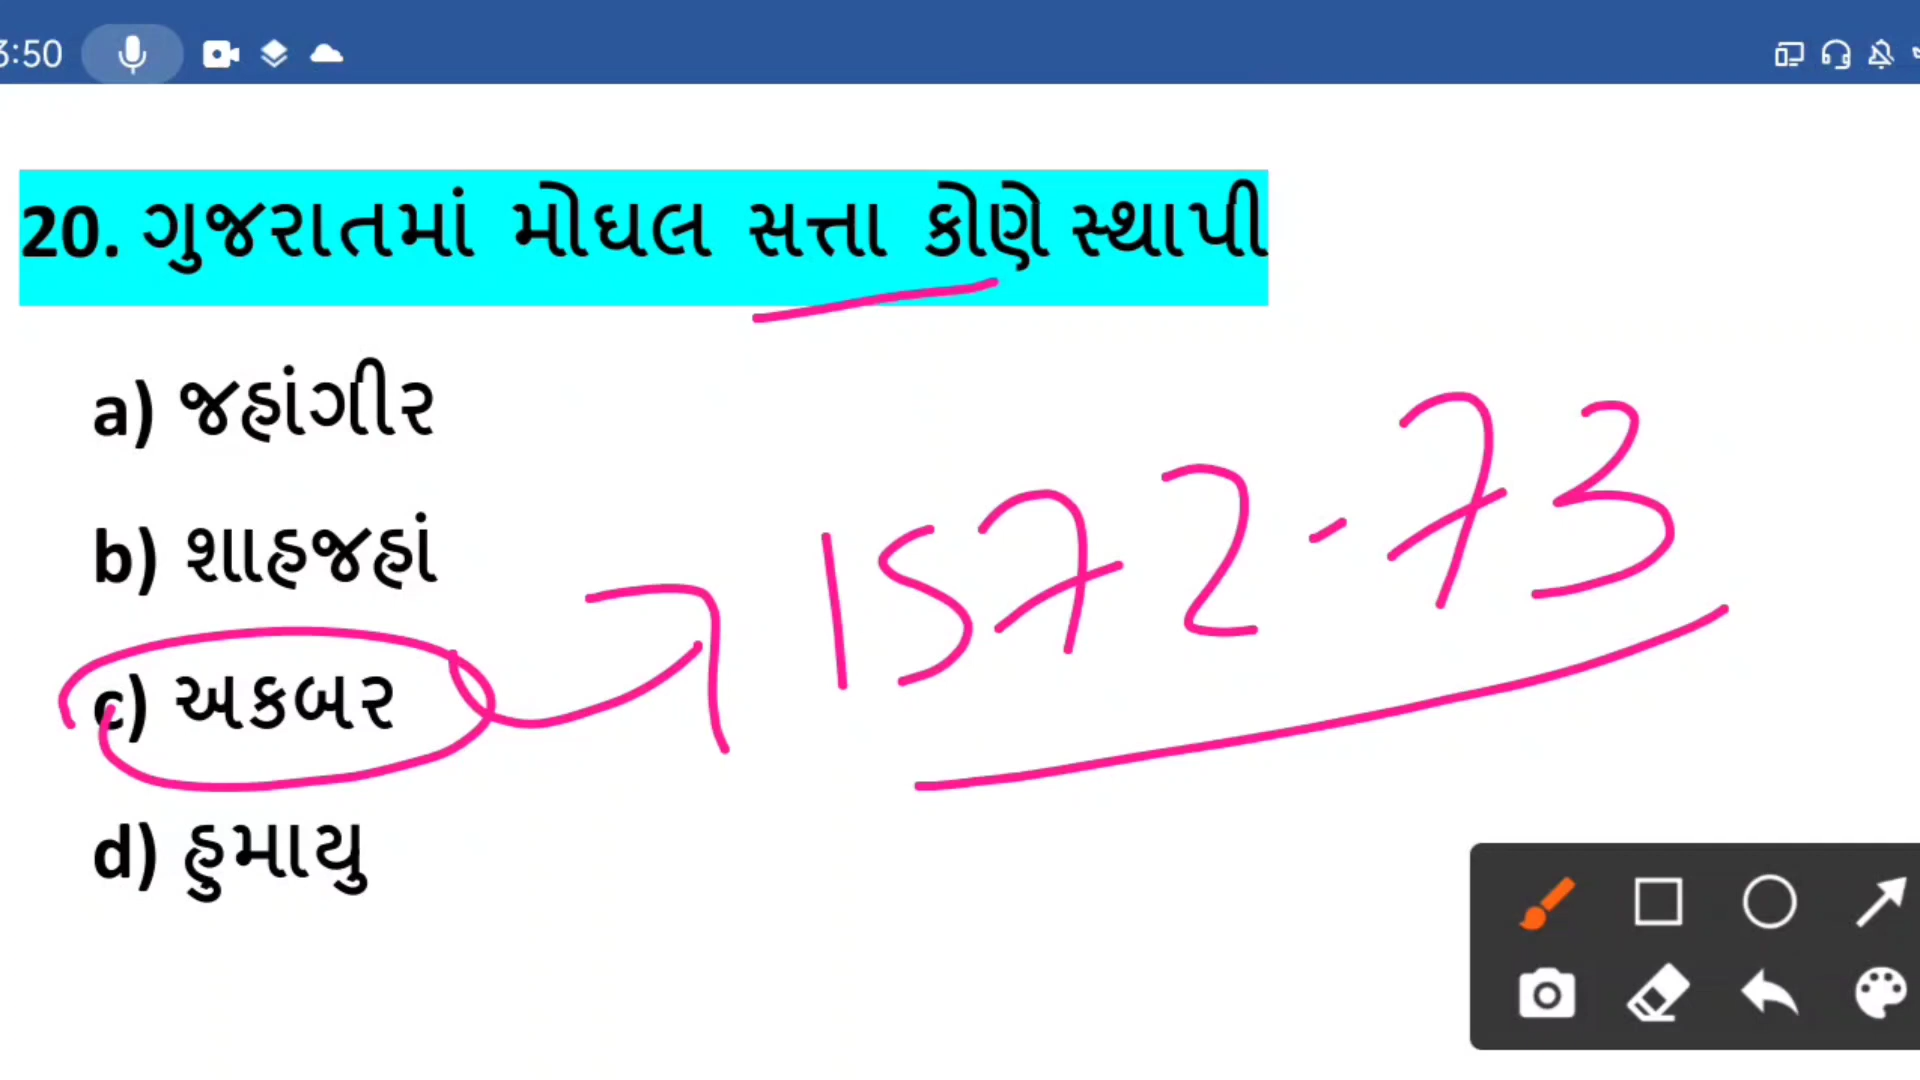 3:50
20. ગુજરાતમાં મોઘલ સત્તા કોણે સ્થાપી
a) જહાંગીર
b) શાહજહાં
1572-73
c) અકબર
d) હુમાયુ